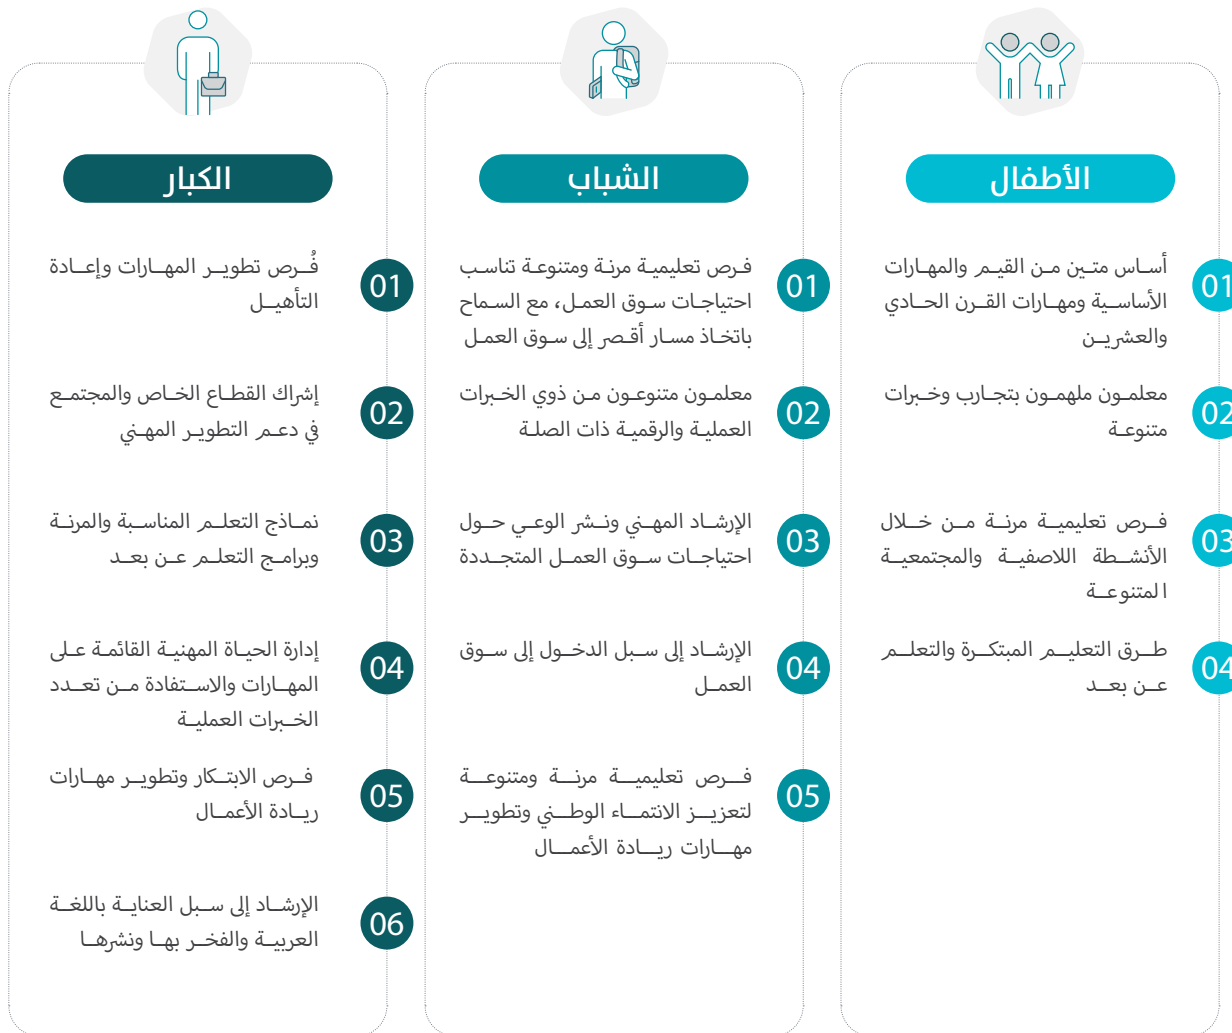 الأطفال
01
أساس متين من القيم والمهارات
الأساسية ومهارات القرن الحادي
والعشرين
02
معلمون ملهمون بتجارب وخبرات
متنوعة
03
فرص تعليمية مرنة من خلال
الأنشطة اللاصفية والمجتمعية
المتنوعة
04
طرق التعليم المبتكرة والتعلم
عن بعد
الشباب
01
فرص تعليمية مرنة ومتنوعة تناسب
احتياجات سوق العمل، مع السماح
باتخاذ مسار أقصر إلى سوق العمل
02
معلمون متنوعون من ذوي الخبرات
العملية والرقمية ذات الصلة
03
الإرشاد المهني ونشر الوعي حول
احتياجات سوق العمل المتجددة
04
الإرشاد إلى سبل الدخول إلى سوق
العمل
05
فرص تعليمية مرنة ومتنوعة
لتعزيز الانتماء الوطني وتطوير
مهارات ريادة الأعمال
الكبار
01
فُرص تطوير المهارات وإعادة
التأهيل
02
إشراك القطاع الخاص والمجتمع
في دعم التطوير المهني
03
نماذج التعلم المناسبة والمرنة
وبرامج التعلم عن بعد
04
إدارة الحياة المهنية القائمة على
المهارات والاستفادة من تعدد
الخبرات العملية
05
فرص الابتكار وتطوير مهارات
ريادة الأعمال
06
الإرشاد إلى سبل العناية باللغة
العربية والفخر بها ونشرها